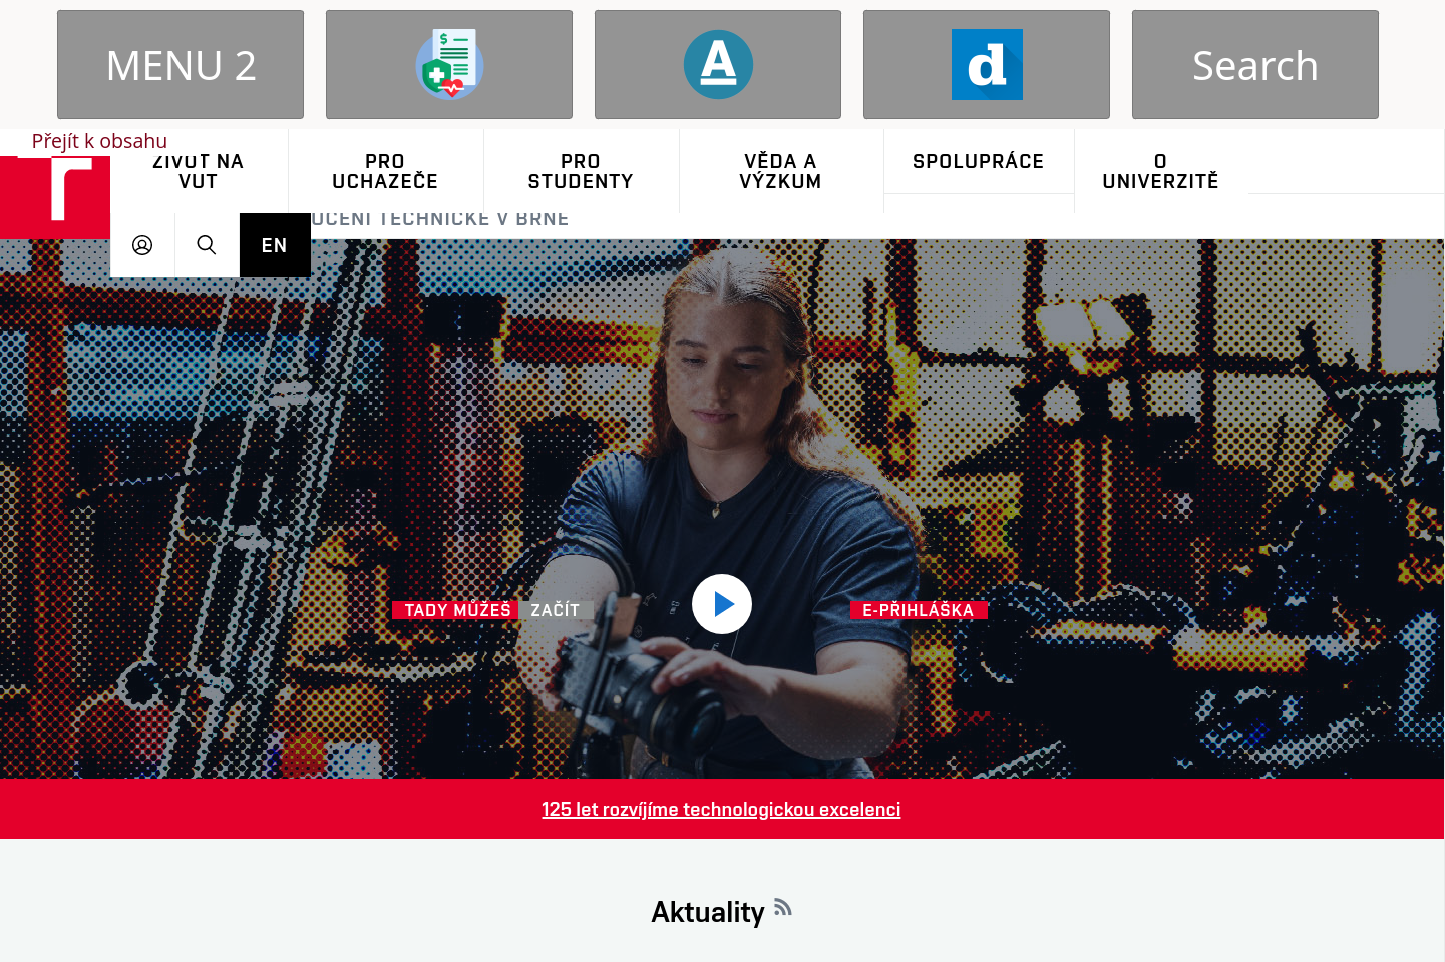 MENU 2
Search
Přejít k obsahu
ŽIVOT NA
VUT
PRO
UCHAZEČE
PRO
STUDENTY
VĚDA A
VÝZKUM
SPOLUPRÁCE
O
UNIVERZITĚ
TECHNICKÉ V BRNĚ
EN
TADY MŮŽEŠ ZAČÍT
E-PŘIHLÁŠKA
125 let rozvíjíme technologickou excelenci
Aktuality